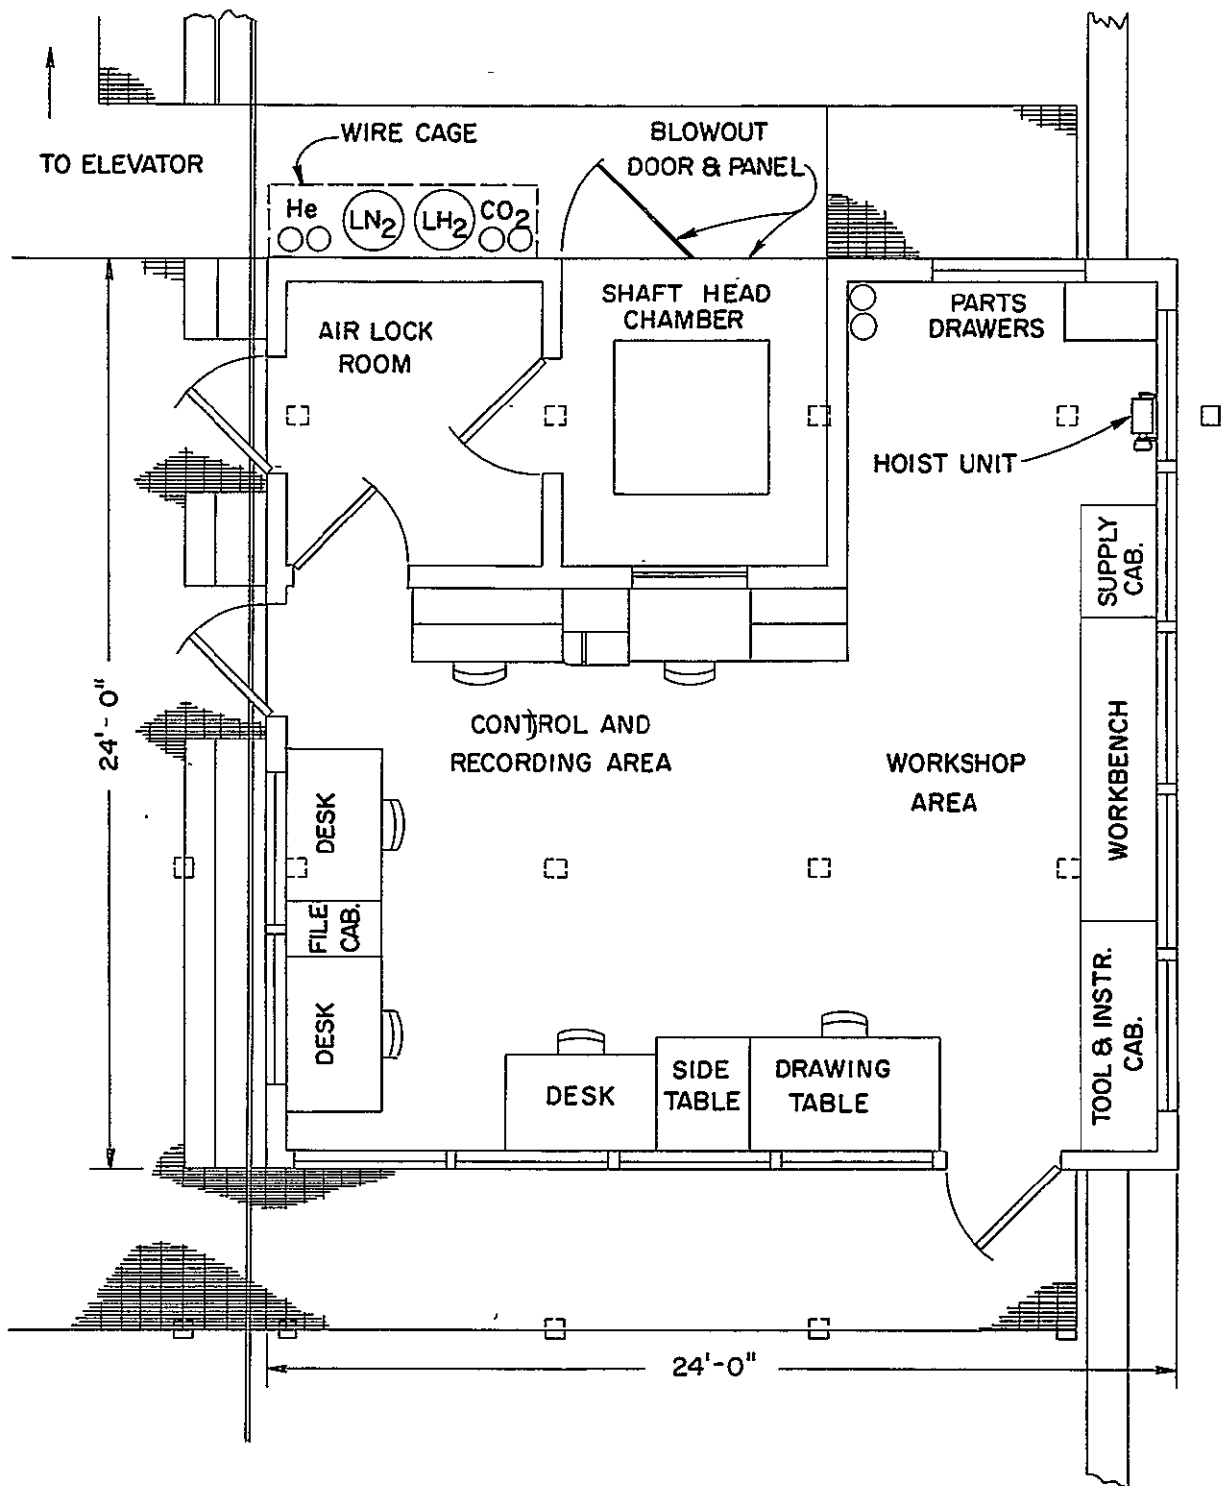 WIRE CAGE
BLOWOUT
DOOR & PANEL
TO ELEVATOR
He
LN2
LH2
CO2
SHAFT HEAD
CHAMBER
PARTS
DRAWERS
AIR LOCK
ROOM
HOIST UNIT
SUPPLY
CAB.
24'-0"
CONTROL AND
RECORDING AREA
WORKSHOP
AREA
WORKBENCH
DESK
FILE
CAB.
DESK
TOOL & INSTR.
CAB.
DESK
SIDE
TABLE
DRAWING
TABLE
24'-0"